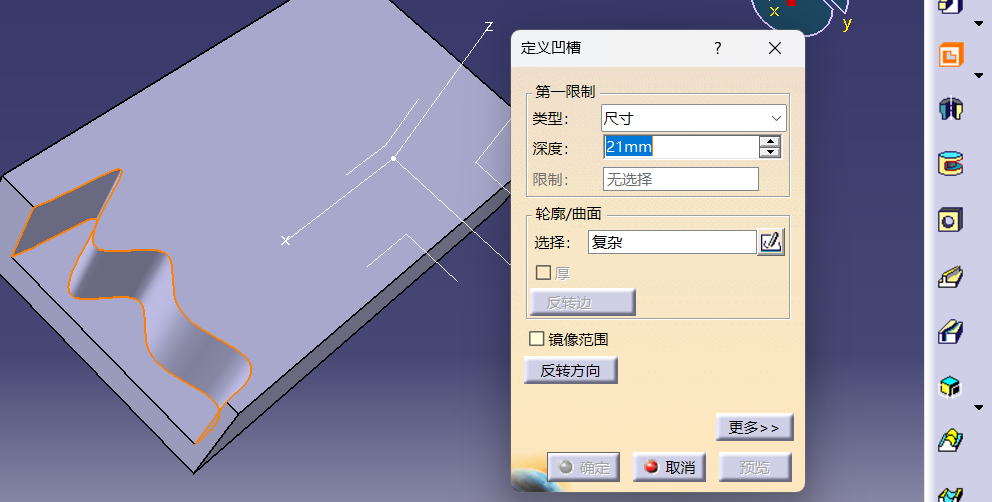 z
x
y
x
定义凹槽 ?
第一限制
类型： 尺寸
深度： 21mm
限制： 无选择
轮廓/曲面
选择： 复杂
厚
反转边
镜像范围
反转方向
更多>>
确定 取消 预览